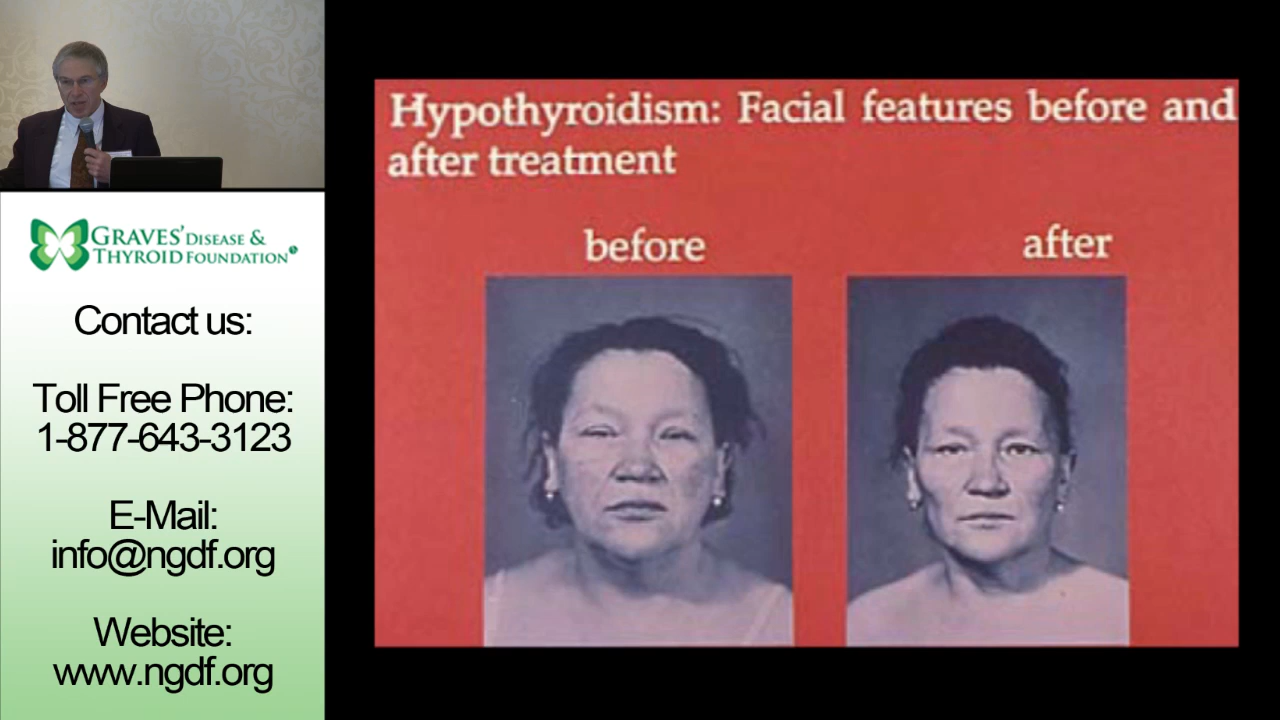 GRAVES' DISEASE &
THYROID FOUNDATION
Contact us:
Toll Free Phone:
1-877-643-3123
E-Mail:
info@ngdf.org
Website:
www.ngdf.org
Hypothyroidism: Facial features before and
after treatment
before
after